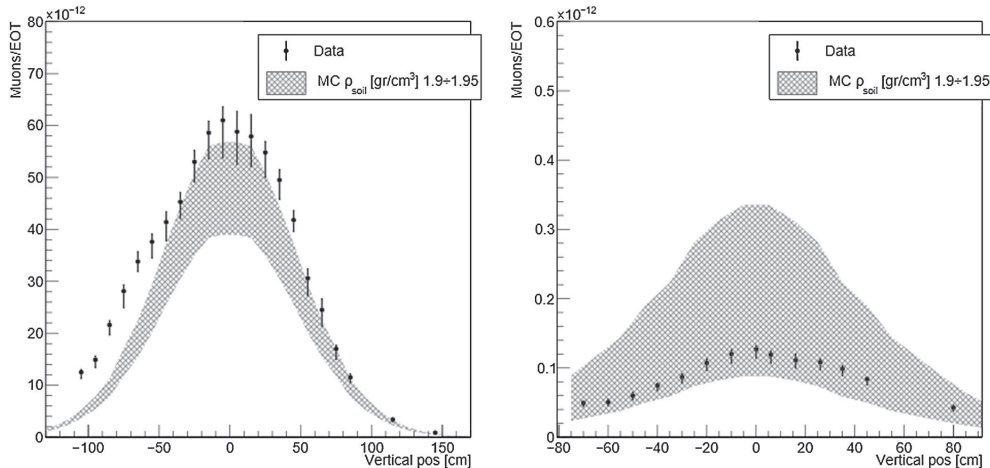 ×10⁻¹²
80
70
60
50
40
30
20
10
0
Muons/EOT
Data
MC ρsoil [gr/cm³] 1.9÷1.95
−100 −50 0 50 100 150
Vertical pos [cm]
×10⁻¹²
0.6
0.5
0.4
0.3
0.2
0.1
0
Muons/EOT
Data
MC ρsoil [gr/cm³] 1.9÷1.95
−80 −60 −40 −20 0 20 40 60 80
Vertical pos [cm]